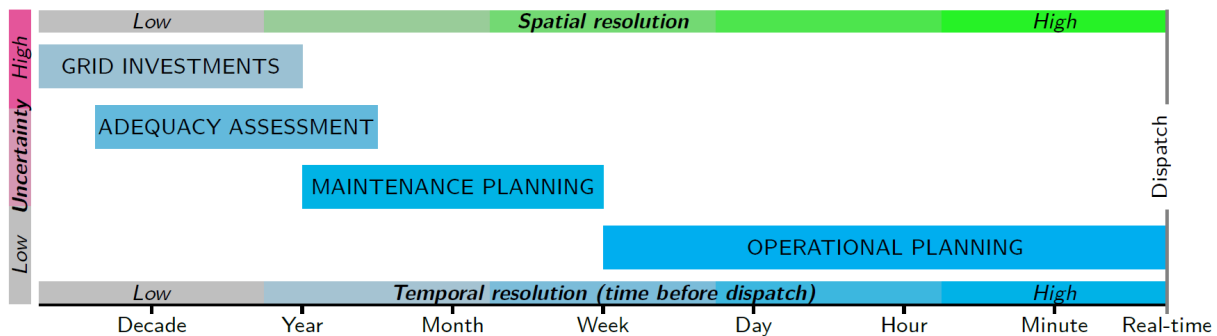 Low Spatial resolution High
High
GRID INVESTMENTS
Uncertainty
ADEQUACY ASSESSMENT
Dispatch
MAINTENANCE PLANNING
Low
OPERATIONAL PLANNING
Low Temporal resolution (time before dispatch) High
Decade Year Month Week Day Hour Minute Real-time